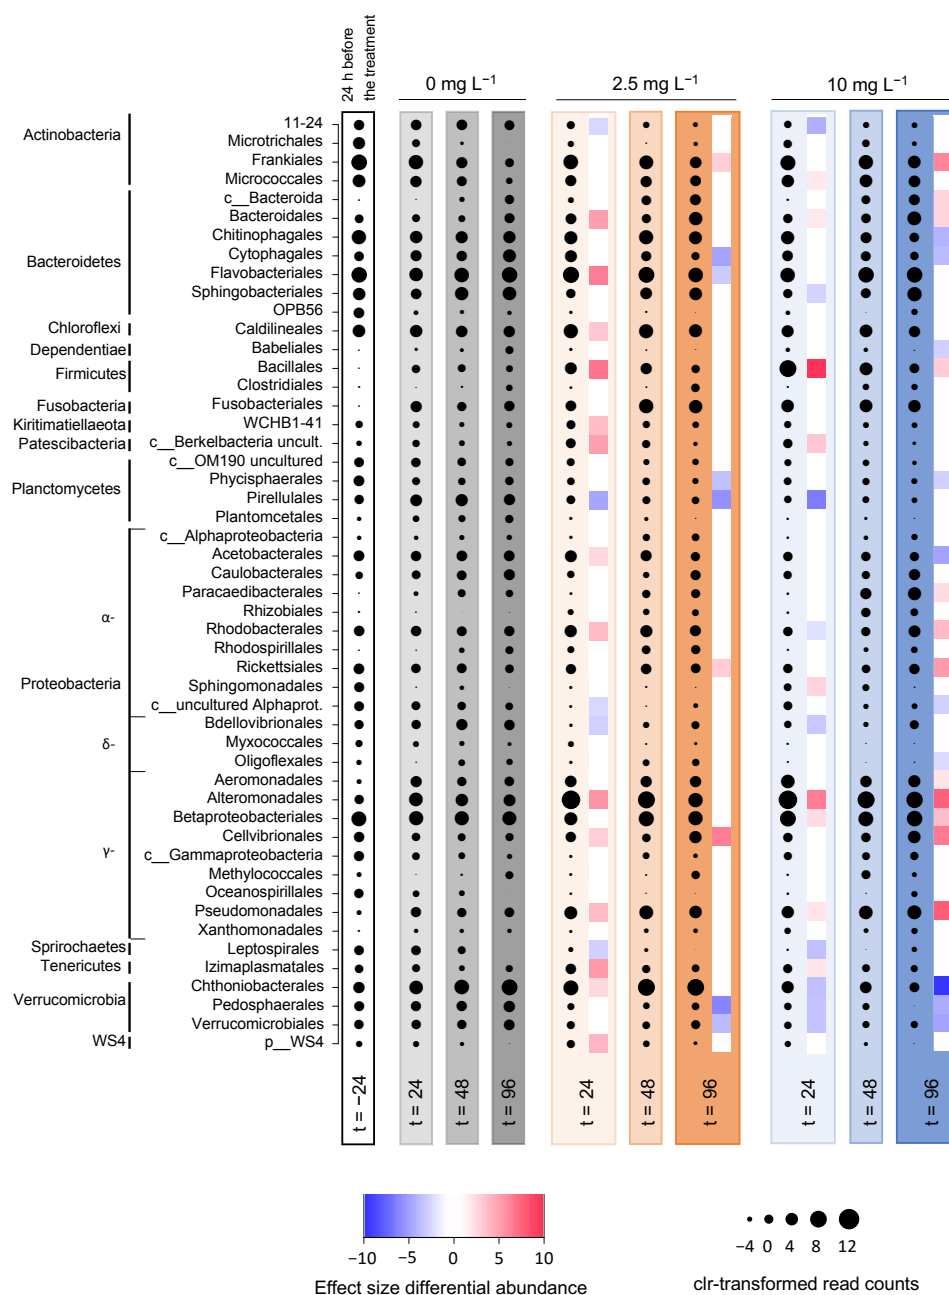 24 h before
the treatment
0 mg L⁻¹
2.5 mg L⁻¹
10 mg L⁻¹
Actinobacteria
11-24
Microtrichales
Frankiales
Micrococcales
Bacteroidetes
c__Bacteroida
Bacteroidales
Chitinophagales
Cytophagales
Flavobacteriales
Sphingobacteriales
OPB56
Chloroflexi
Caldilineales
Dependentiae
Babeliales
Firmicutes
Bacillales
Clostridiales
Fusobacteria
Fusobacteriales
Kiritimatiellaeota
WCHB1-41
Patescibacteria
c__Berkelbacteria uncult.
Planctomycetes
c__OM190 uncultured
Phycisphaerales
Pirellulales
Plantomcetales
Proteobacteria
α-
c__Alphaproteobacteria
Acetobacterales
Caulobacterales
Paracaedibacterales
Rhizobiales
Rhodobacterales
Rhodospirillales
Rickettsiales
Sphingomonadales
c__uncultured Alphaprot.
δ-
Bdellovibrionales
Myxococcales
Oligoflexales
γ-
Aeromonadales
Alteromonadales
Betaproteobacteriales
Cellvibrionales
c__Gammaproteobacteria
Methylococcales
Oceanospirillales
Pseudomonadales
Xanthomonadales
Sprirochaetes
Leptospirales
Tenericutes
Izimaplasmatales
Verrucomicrobia
Chthoniobacterales
Pedosphaerales
Verrucomicrobiales
WS4
p__WS4
t = −24
t = 24
t = 48
t = 96
t = 24
t = 48
t = 96
t = 24
t = 48
t = 96
−10 −5 0 5 10
Effect size differential abundance
−4 0 4 8 12
clr-transformed read counts